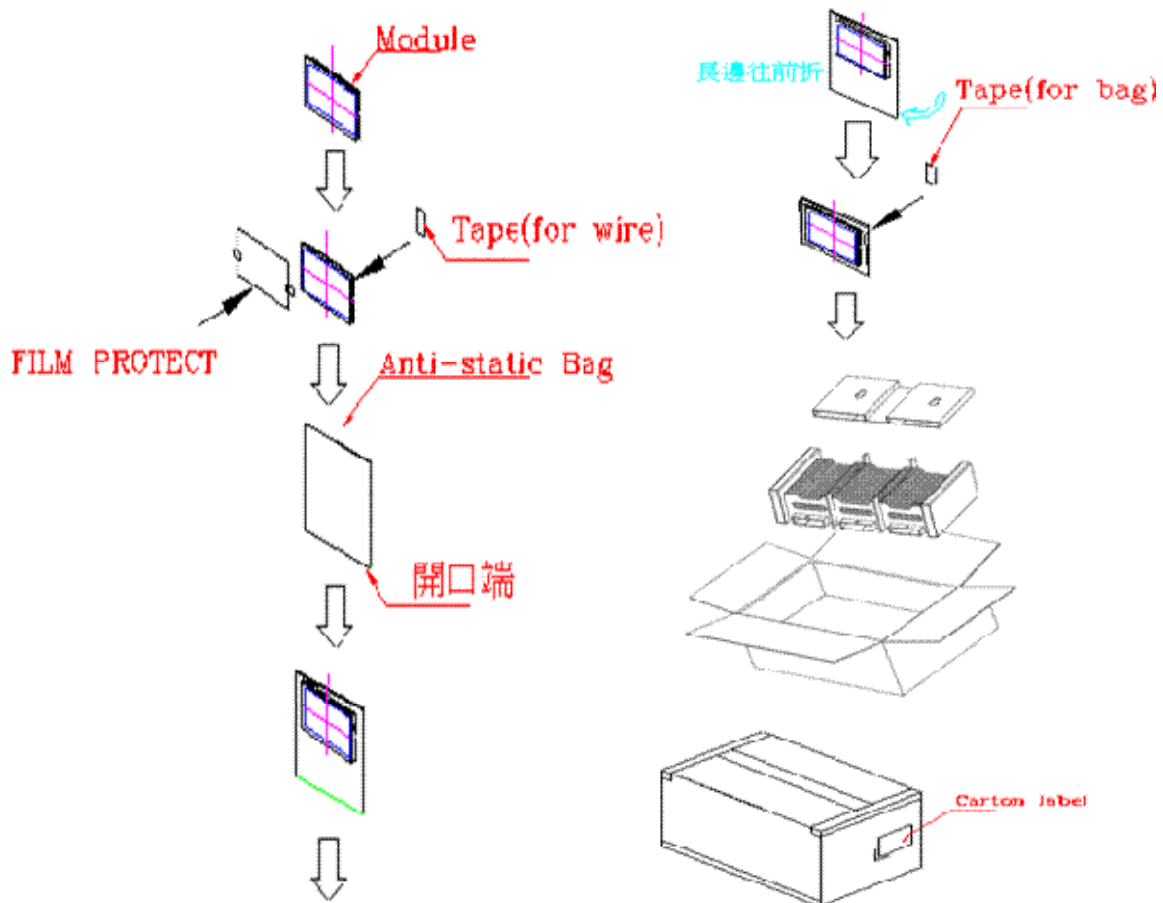 Module
Tape(for wire)
FILM PROTECT
Anti-static Bag
開口端
長邊往前折
Tape(for bag)
Carton label